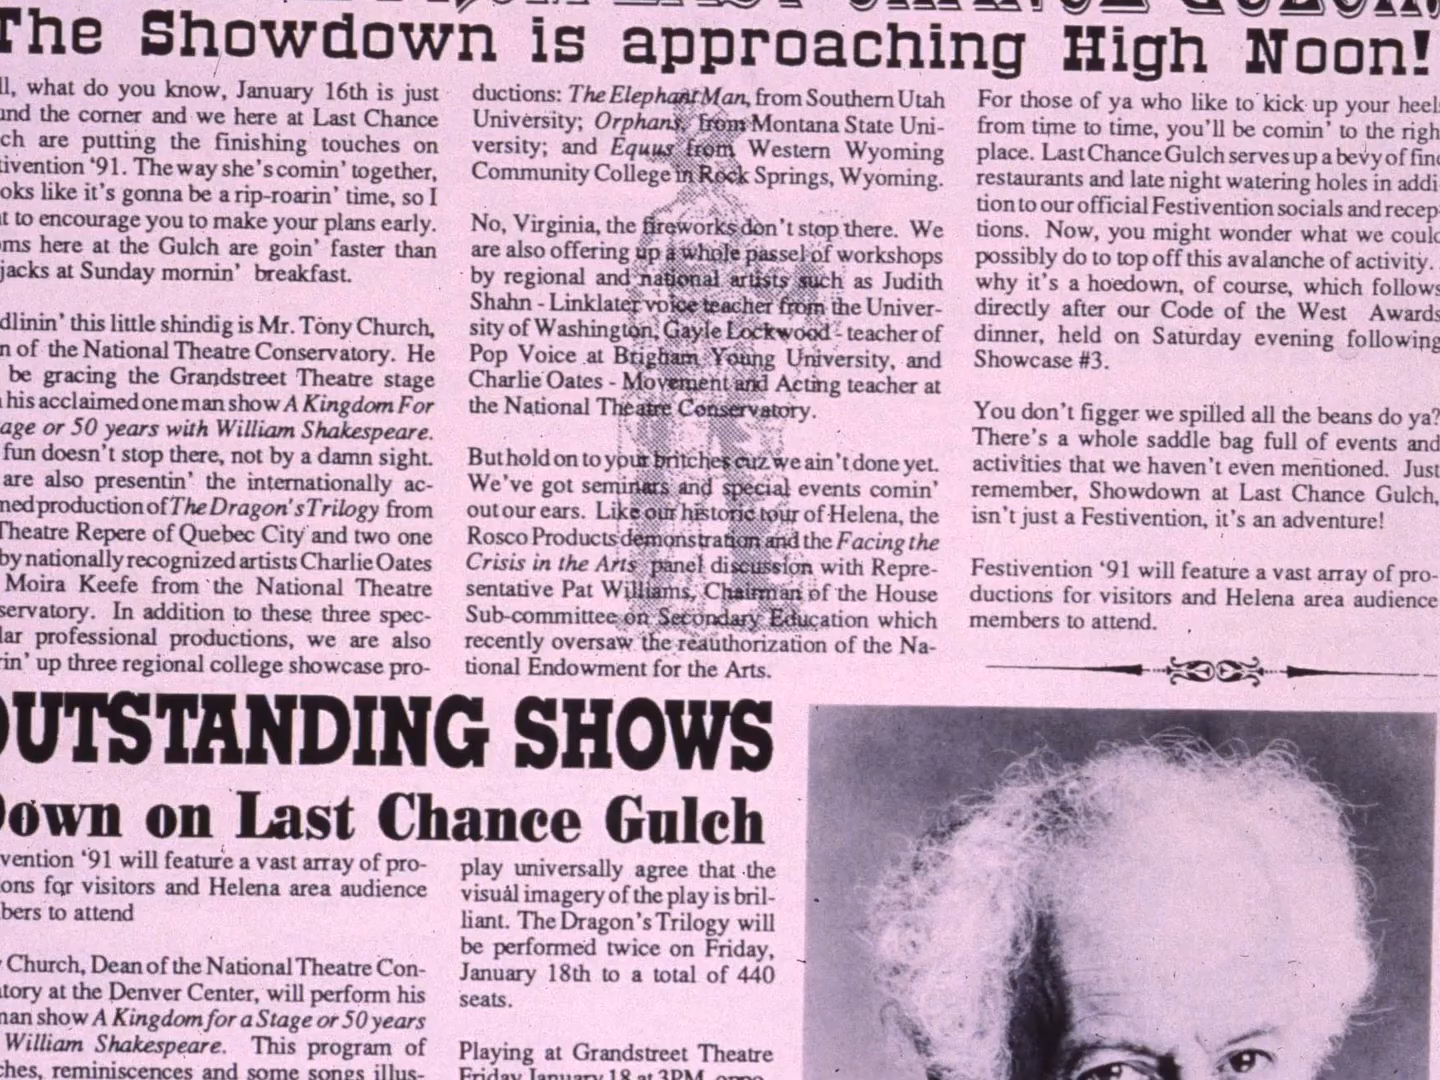 The Showdown is approaching High Noon!
ll, what do you know, January 16th is just
und the corner and we here at Last Chance
ch are putting the finishing touches on
tivention ‘91. The way she’s comin’ together,
oks like it’s gonna be a rip-roarin’ time, so I
t to encourage you to make your plans early.
ms here at the Gulch are goin’ faster than
jacks at Sunday mornin’ breakfast.
dlinin’ this little shindig is Mr. Tony Church,
n of the National Theatre Conservatory. He
be gracing the Grandstreet Theatre stage
his acclaimed one man show A Kingdom For
age or 50 years with William Shakespeare.
fun doesn’t stop there, not by a damn sight.
are also presentin’ the internationally ac-
med production of The Dragon’s Trilogy from
Theatre Repere of Quebec City and two one
by nationally recognized artists Charlie Oates
Moira Keefe from the National Theatre
servatory. In addition to these three spec-
lar professional productions, we are also
rin’ up three regional college showcase pro-
ductions: The Elephant Man, from Southern Utah
University; Orphans, from Montana State Uni-
versity; and Equus from Western Wyoming
Community College in Rock Springs, Wyoming.
No, Virginia, the fireworks don’t stop there. We
are also offering up a whole passel of workshops
by regional and national artists such as Judith
Shahn - Linklater voice teacher from the Univer-
sity of Washington, Gayle Lockwood - teacher of
Pop Voice at Brigham Young University, and
Charlie Oates - Movement and Acting teacher at
the National Theatre Conservatory.
But hold on to your britches cuz we ain’t done yet.
We’ve got seminars and special events comin’
out our ears. Like our historic tour of Helena, the
Rosco Products demonstration and the Facing the
Crisis in the Arts panel discussion with Repre-
sentative Pat Williams, Chairman of the House
Sub-committee on Secondary Education which
recently oversaw the reauthorization of the Na-
tional Endowment for the Arts.
For those of ya who like to kick up your heel
from time to time, you’ll be comin’ to the righ
place. Last Chance Gulch serves up a bevy of fine
restaurants and late night watering holes in addi-
tion to our official Festivention socials and recep-
tions. Now, you might wonder what we could
possibly do to top off this avalanche of activity.
why it’s a hoedown, of course, which follows
directly after our Code of the West Awards
dinner, held on Saturday evening following
Showcase #3.
You don’t figger we spilled all the beans do ya?
There’s a whole saddle bag full of events and
activities that we haven’t even mentioned. Just
remember, Showdown at Last Chance Gulch,
isn’t just a Festivention, it’s an adventure!
Festivention ‘91 will feature a vast array of pro-
ductions for visitors and Helena area audience
members to attend.
OUTSTANDING SHOWS
Down on Last Chance Gulch
vention ‘91 will feature a vast array of pro-
ons for visitors and Helena area audience
bers to attend
Church, Dean of the National Theatre Con-
atory at the Denver Center, will perform his
man show A Kingdom for a Stage or 50 years
William Shakespeare. This program of
ches, reminiscences and some songs illus-
play universally agree that the
visual imagery of the play is bril-
liant. The Dragon’s Trilogy will
be performed twice on Friday,
January 18th to a total of 440
seats.
Playing at Grandstreet Theatre
Friday January 18 at 3PM,